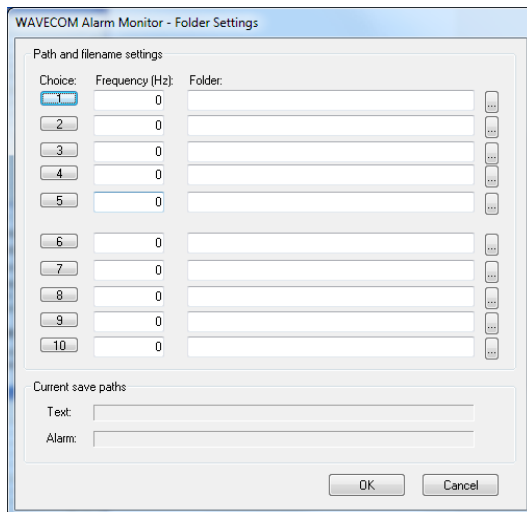 WAVECOM Alarm Monitor - Folder Settings
Path and filename settings
Choice: Frequency (Hz): Folder:
1 0 ...
2 0 ...
3 0 ...
4 0 ...
5 0 ...
6 0 ...
7 0 ...
8 0 ...
9 0 ...
10 0 ...
Current save paths
Text:
Alarm:
OK Cancel